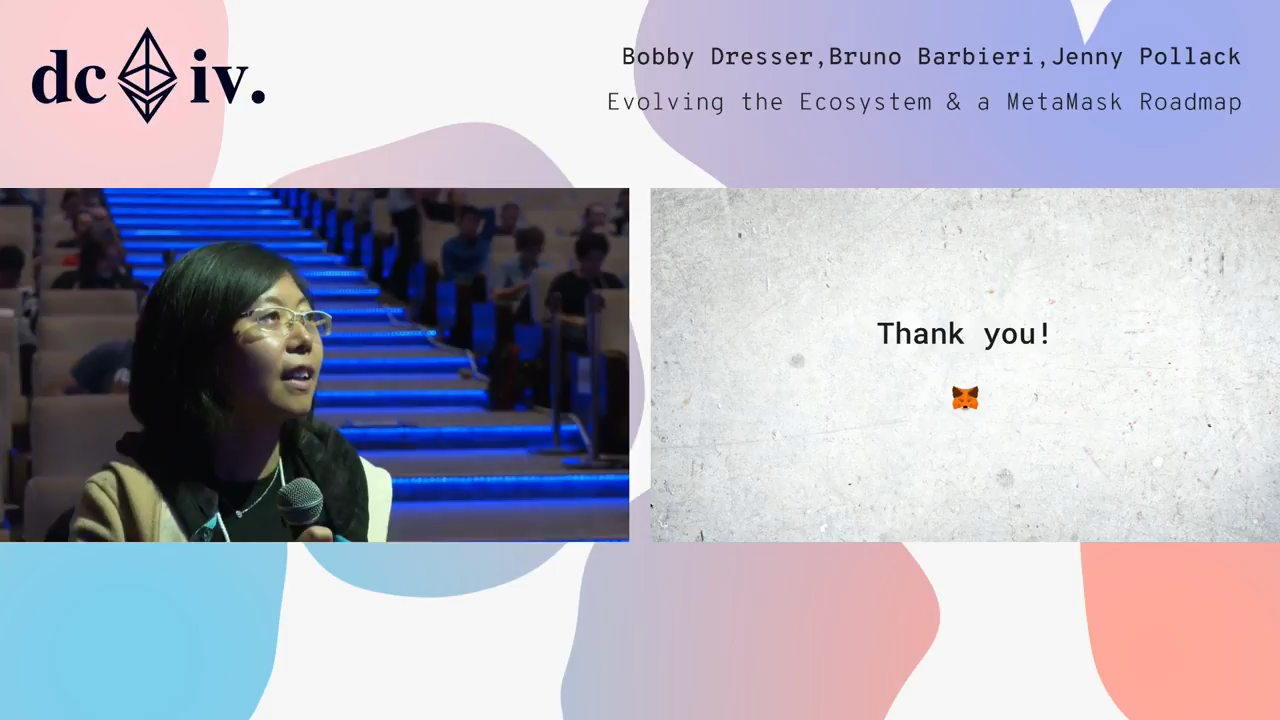 dc iv.
Bobby Dresser,Bruno Barbieri,Jenny Pollack
Evolving the Ecosystem & a MetaMask Roadmap
Thank you!